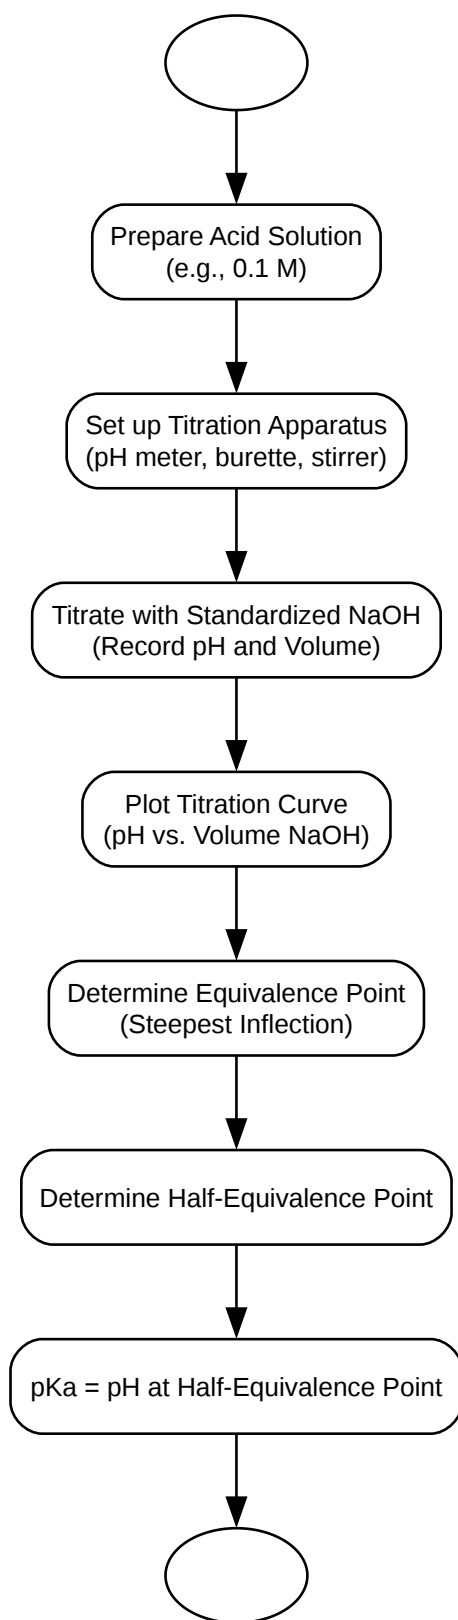 Prepare Acid Solution
(e.g., 0.1 M)
Set up Titration Apparatus
(pH meter, burette, stirrer)
Titrate with Standardized NaOH
(Record pH and Volume)
Plot Titration Curve
(pH vs. Volume NaOH)
Determine Equivalence Point
(Steepest Inflection)
Determine Half-Equivalence Point
pKa = pH at Half-Equivalence Point